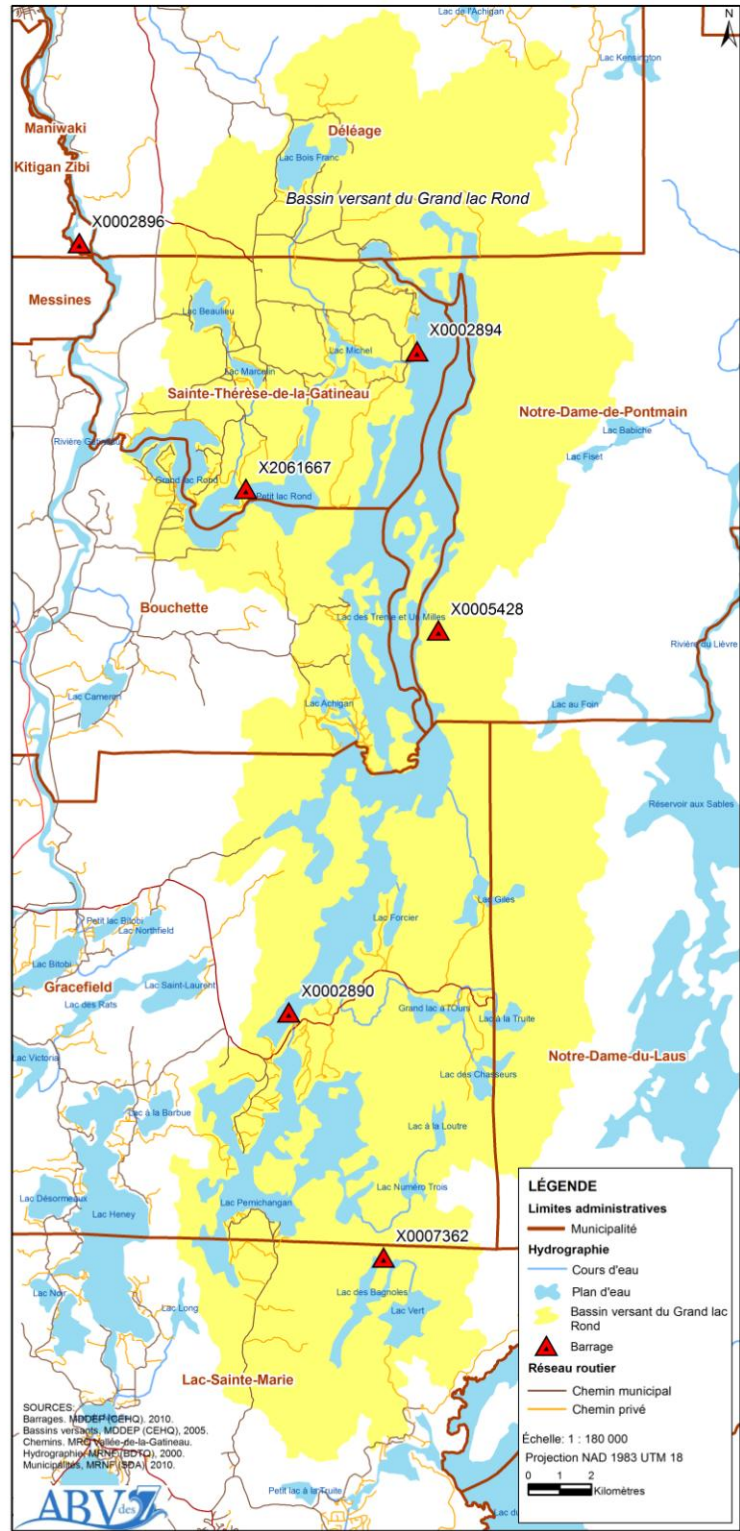 Lac de l'Achigan
N
Lac Kensington
Maniwaki
Déléage
Kitigan Zibi
Lac Bois Franc
Bassin versant du Grand lac Rond
X0002896
Messines
Lac Beaulieu
X0002894
Lac Michel
Lac Marcelin
Sainte-Thérèse-de-la-Gatineau
Notre-Dame-de-Pontmain
Lac Babiche
Rivière Gatineau
Lac Fiset
X2061667
Grand lac Rond
Petit lac Rond
Bouchette
X0005428
Lac des Trente et Un Milles
Rivière du Lièvre
Lac Cameron
Lac Achigan
Lac au Foin
Réservoir aux Sables
Lac Giles
Petit lac Bitobi
Lac Northfield
Lac Forcier
Lac Bitobi
Gracefield
Lac Saint-Laurent
X0002890
Lac des Rats
Grand lac à l'Ours
Lac à la Truite
Lac Victoria
Notre-Dame-du-Laus
Lac des Chasseurs
Lac à la Barbue
Lac à la Loutre
Lac Désormeaux
Lac Numéro Trois
Lac Pemichangan
Lac Heney
X0007362
Lac des Bagnoles
Lac Noir
Lac Long
Lac Vert
Lac-Sainte-Marie
Petit lac à la Truite
Lac du
LÉGENDE
Limites administratives
Municipalité
Hydrographie
Cours d'eau
Plan d'eau
Bassin versant du Grand lac
Rond
Barrage
Réseau routier
Chemin municipal
Chemin privé
Échelle: 1 : 180 000
Projection NAD 1983 UTM 18
0 1 2
Kilomètres
SOURCES:
Barrages. MDDEP (CEHQ). 2010.
Bassins versants, MDDEP (CEHQ), 2005.
Chemins. MRC Vallée-de-la-Gatineau.
Hydrographie, MRNF (BDTQ), 2000.
Municipalités, MRNF (SDA), 2010.
ABV des 7